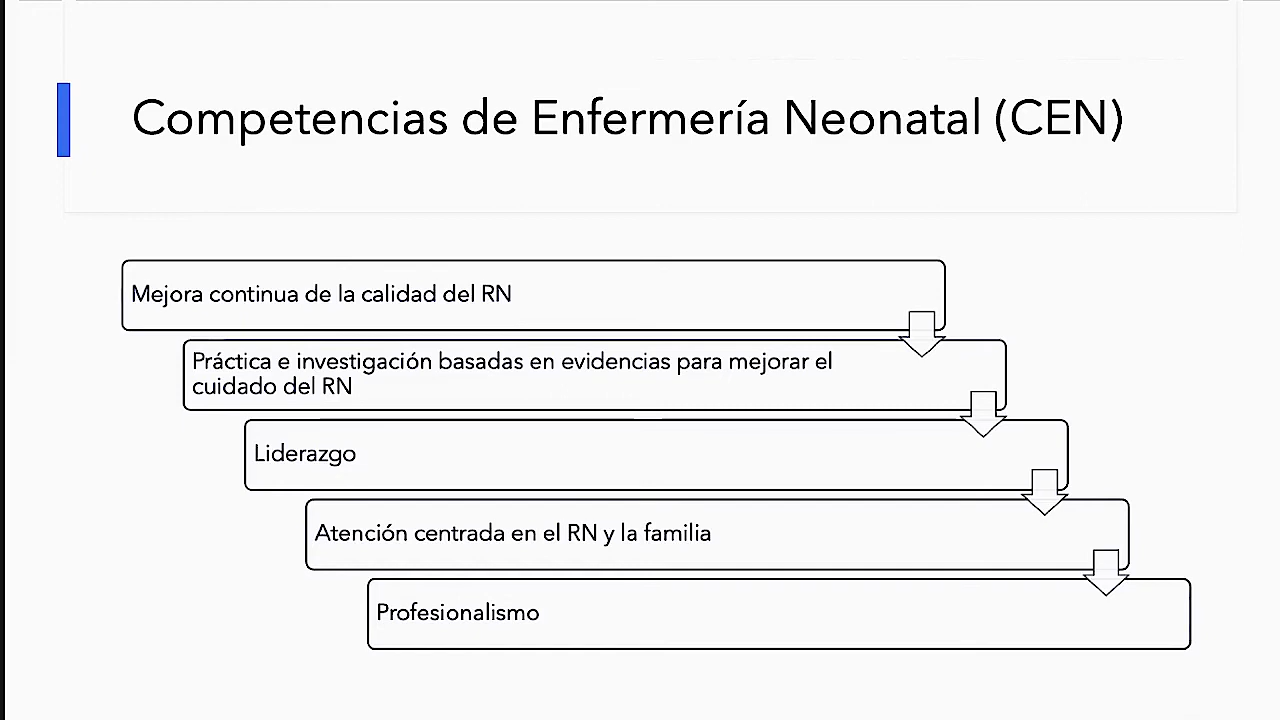 Competencias de Enfermería Neonatal (CEN)
Mejora continua de la calidad del RN
Práctica e investigación basadas en evidencias para mejorar el
cuidado del RN
Liderazgo
Atención centrada en el RN y la familia
Profesionalismo